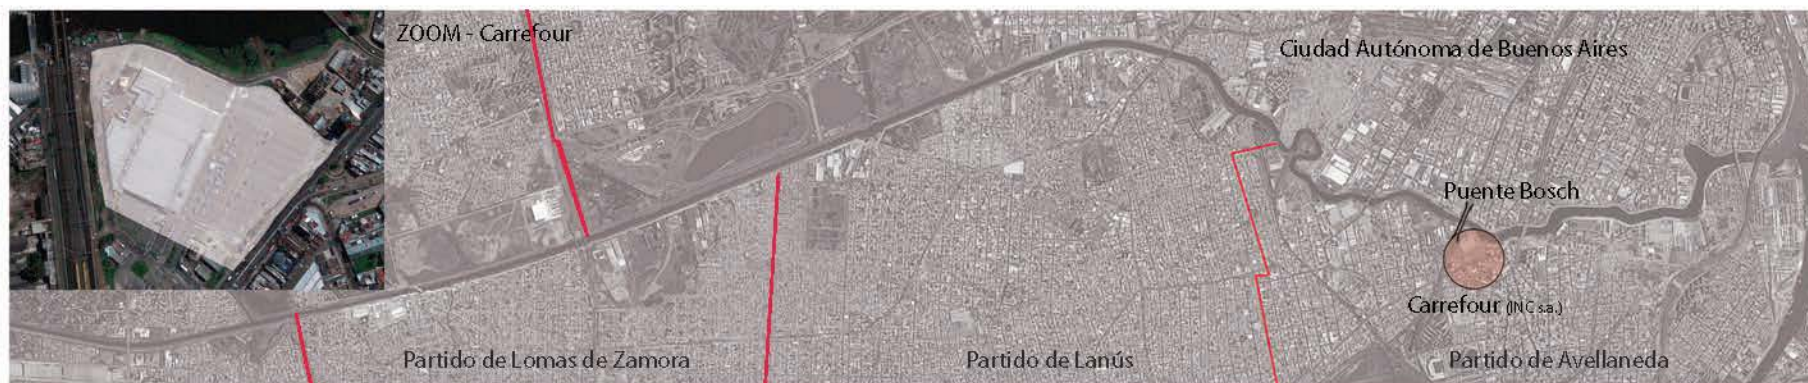 ZOOM - Carrefour
Ciudad Autónoma de Buenos Aires
Puente Bosch
Carrefour (INC s.a.)
Partido de Lomas de Zamora
Partido de Lanús
Partido de Avellaneda